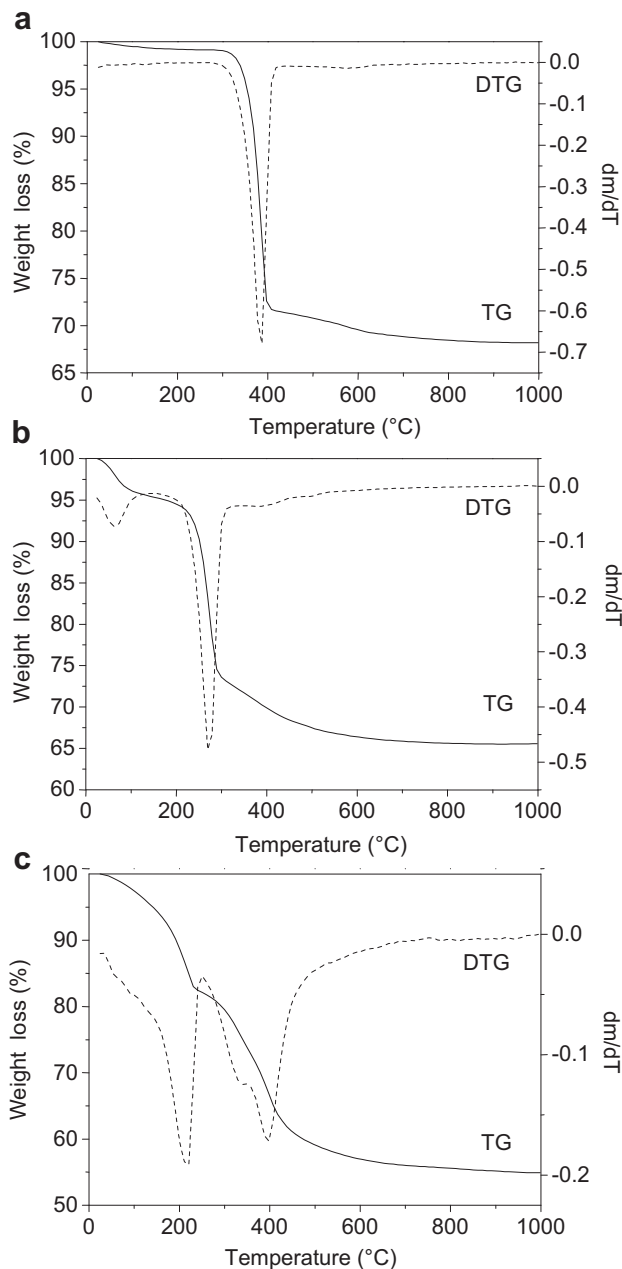 a
100
95
90
85
80
75
70
65
Weight loss (%)
0.0
-0.1
-0.2
-0.3
-0.4
-0.5
-0.6
-0.7
dm/dT
DTG
TG
0 200 400 600 800 1000
Temperature (°C)
b
100
95
90
85
80
75
70
65
60
Weight loss (%)
0.0
-0.1
-0.2
-0.3
-0.4
-0.5
dm/dT
DTG
TG
0 200 400 600 800 1000
Temperature (°C)
c
100
90
80
70
60
50
Weight loss (%)
0.0
-0.1
-0.2
dm/dT
DTG
TG
0 200 400 600 800 1000
Temperature (°C)